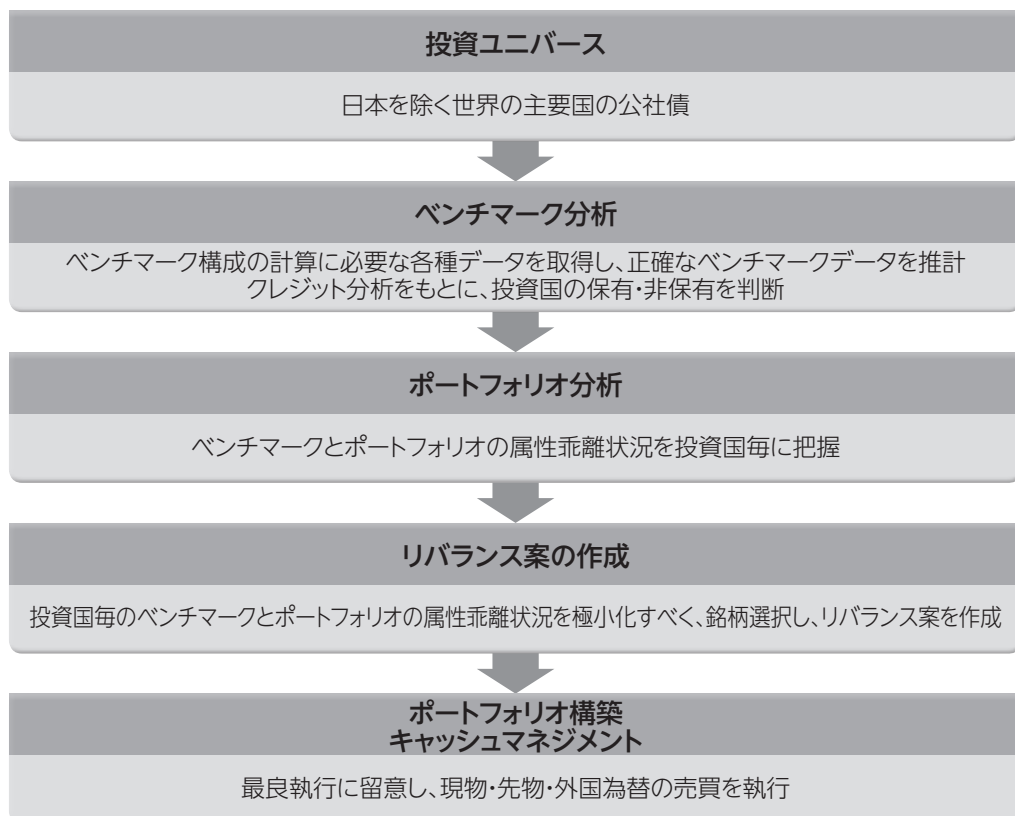 投資ユニバース
日本を除く世界の主要国の公社債
ベンチマーク分析
ベンチマーク構成の計算に必要な各種データを取得し、正確なベンチマークデータを推計
クレジット分析をもとに、投資国の保有・非保有を判断
ポートフォリオ分析
ベンチマークとポートフォリオの属性乖離状況を投資国毎に把握
リバランス案の作成
投資国毎のベンチマークとポートフォリオの属性乖離状況を極小化すべく、銘柄選択し、リバランス案を作成
ポートフォリオ構築
キャッシュマネジメント
最良執行に留意し、現物・先物・外国為替の売買を執行